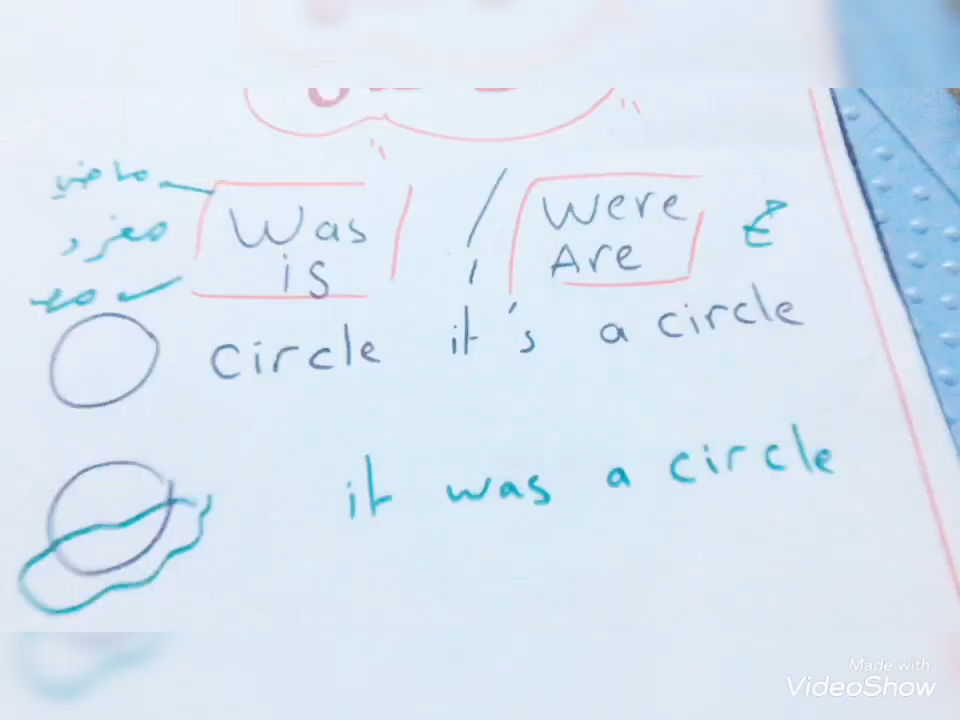 ماضي Was / Were ج
مفرد is Are
circle it's a circle
it was a circle
Made with
VideoShow